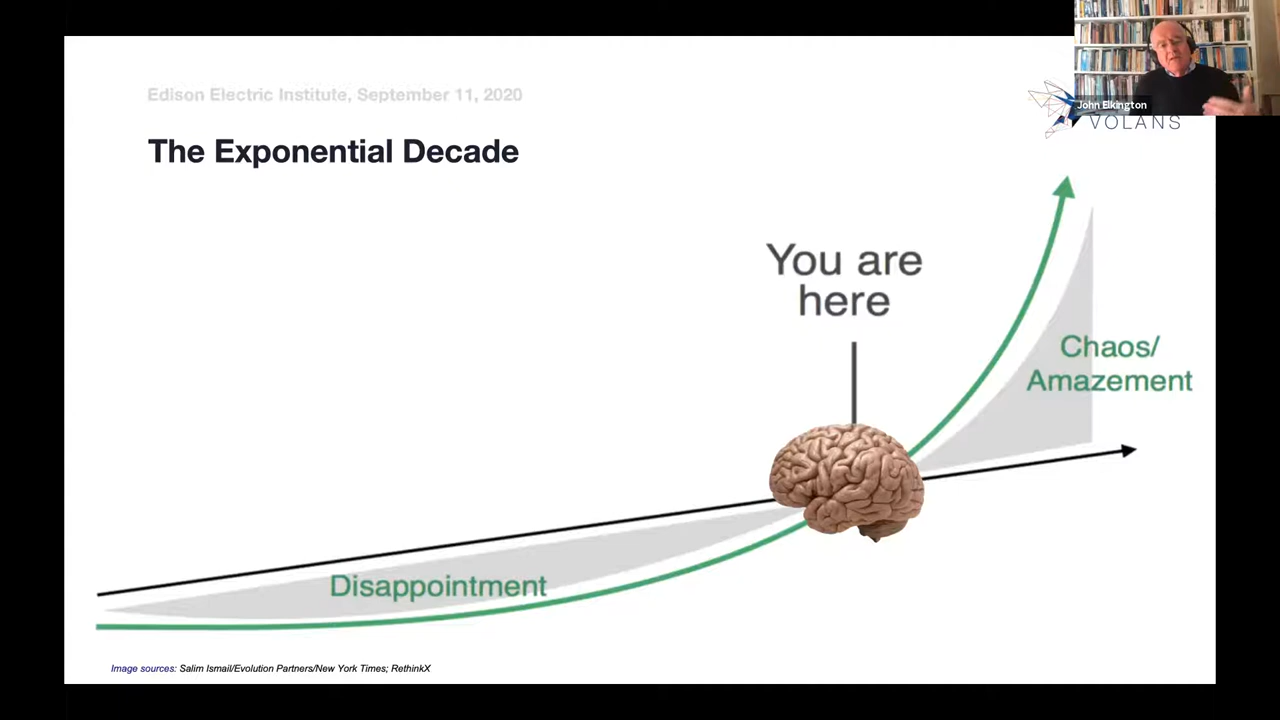 Edison Electric Institute, September 11, 2020
John Elkington
VOLANS
The Exponential Decade
You are
here
Chaos/
Amazement
Disappointment
Image sources: Salim Ismail/Evolution Partners/New York Times; RethinkX